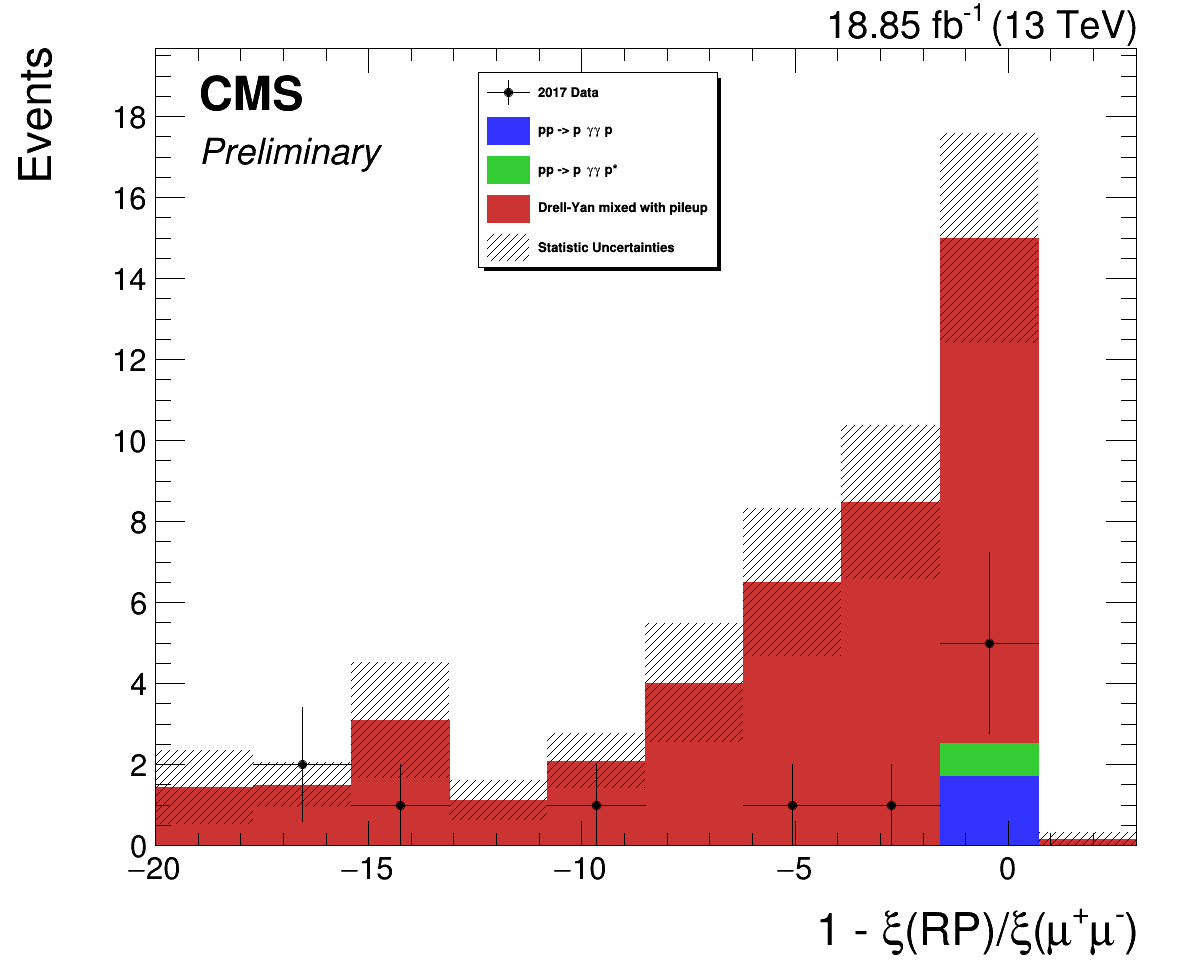 18.85 fb⁻¹ (13 TeV)
Events
CMS
Preliminary
2017 Data
pp -> p γγ p
pp -> p γγ p*
Drell-Yan mixed with pileup
Statistic Uncertainties
18
16
14
12
10
8
6
4
2
0
−20 −15 −10 −5 0
1 - ξ(RP)/ξ(μ⁺μ⁻)